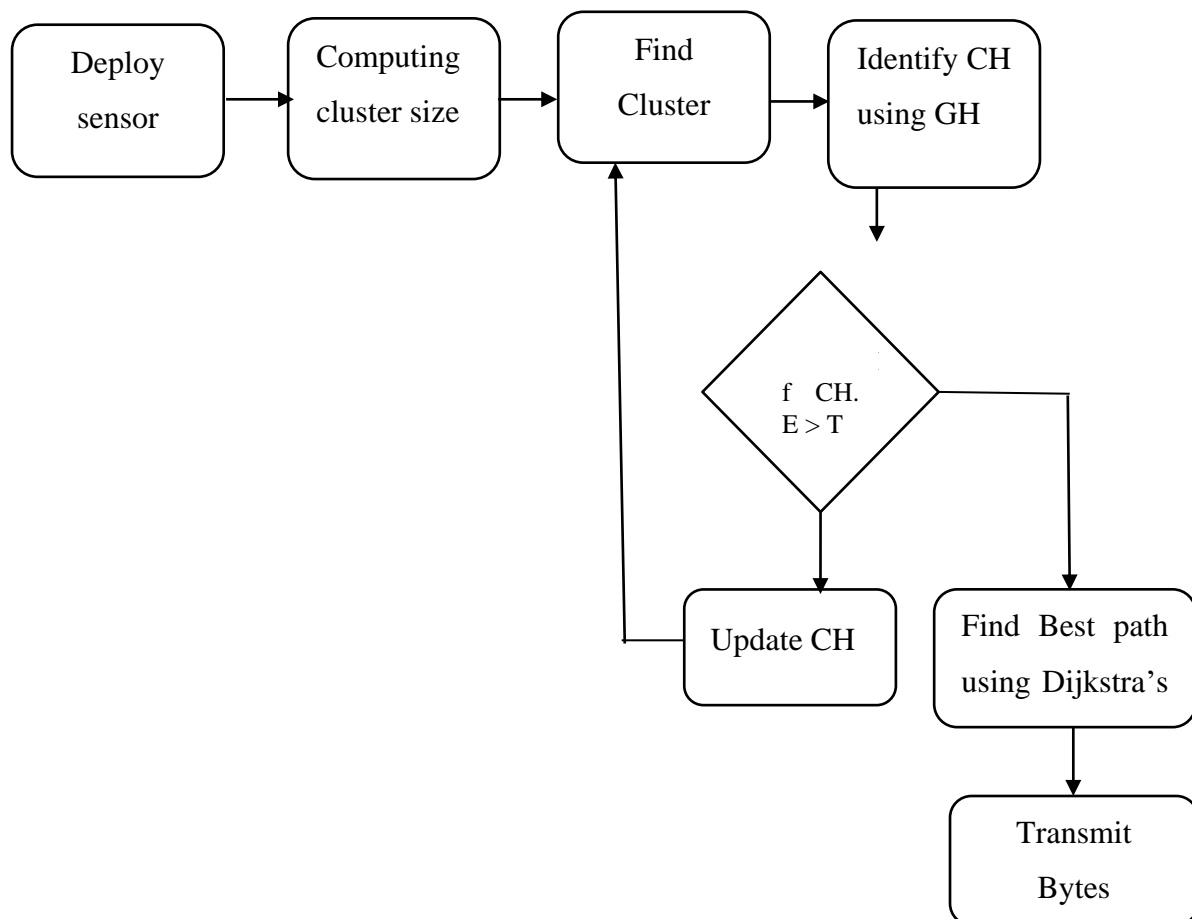 Deploy
sensor
Computing
cluster size
Find
Cluster
Identify CH
using GH
f CH.
E > T
Update CH
Find Best path
using Dijkstra’s
Transmit
Bytes